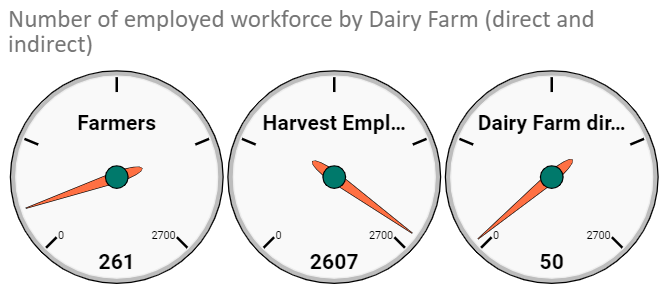 Number of employed workforce by Dairy Farm (direct and
indirect)
Farmers
0
2700
261
Harvest Empl...
0
2700
2607
Dairy Farm dir...
0
2700
50